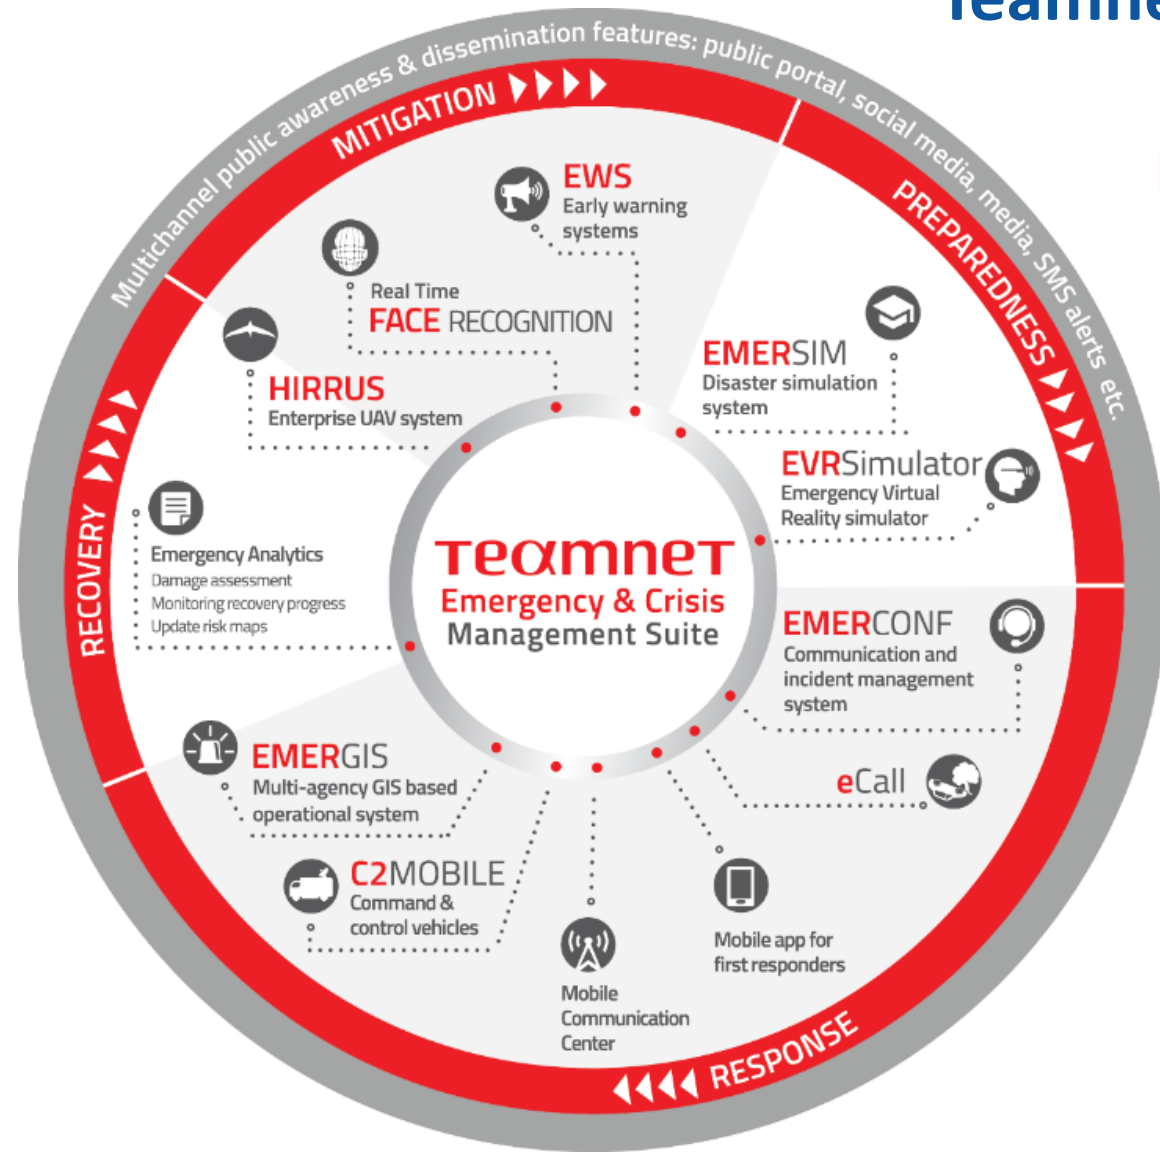 Teamne
Multichannel public awareness & dissemination features: public portal, social media, media, SMS alerts etc.
MITIGATION
PREPAREDNESS
RESPONSE
RECOVERY
EWS
Early warning
systems
Real Time
FACE RECOGNITION
HIRRUS
Enterprise UAV system
EMERSIM
Disaster simulation
system
EVRSimulator
Emergency Virtual
Reality simulator
Emergency Analytics
Damage assessment
Monitoring recovery progress
Update risk maps
Teamnet
Emergency & Crisis
Management Suite
EMERCONF
Communication and
incident management
system
eCall
EMERGIS
Multi-agency GIS based
operational system
C2MOBILE
Command &
control vehicles
Mobile
Communication
Center
Mobile app for
first responders